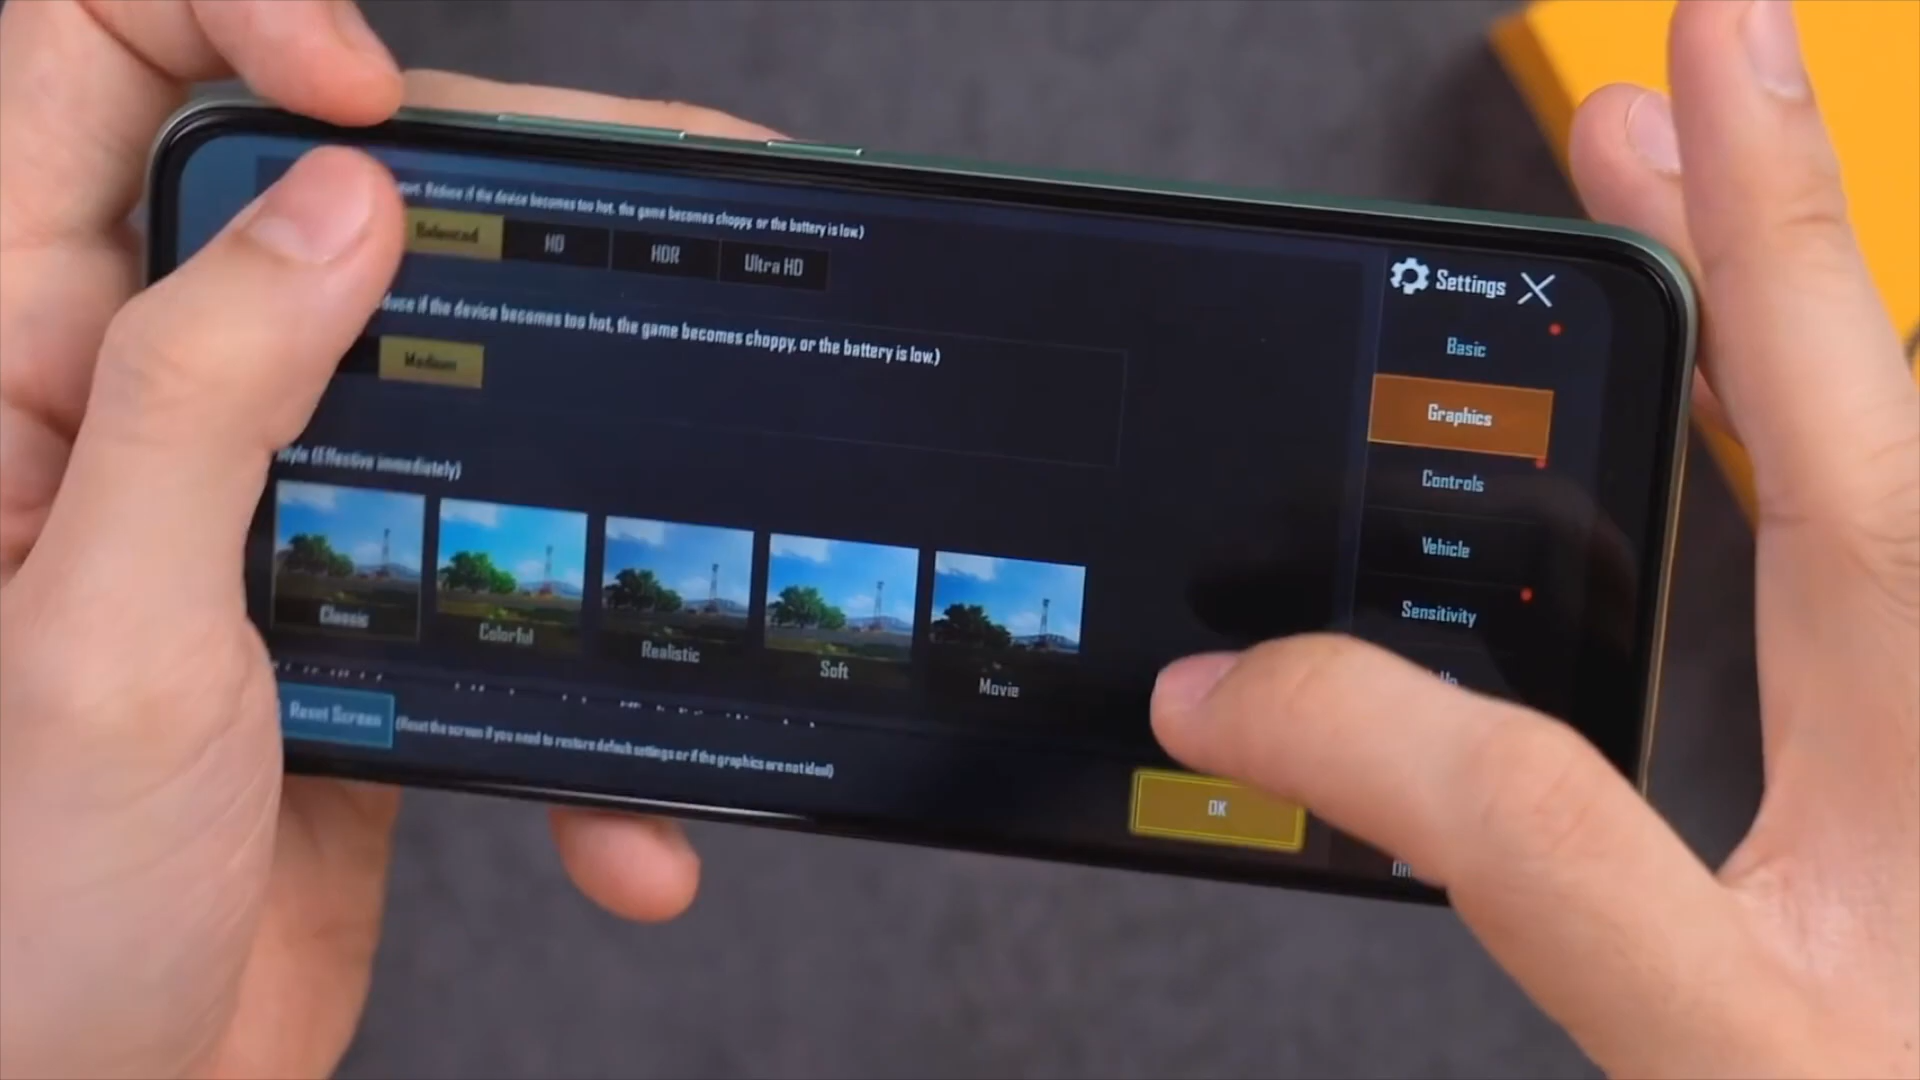 Reduce if the device becomes too hot, the game becomes choppy, or the battery is low.)
Balanced
HD
HDR
Ultra HD
if the device becomes too hot, the game becomes choppy, or the battery is low.)
Medium
Style (Effective immediately)
Classic
Colorful
Realistic
Soft
Movie
Reset Screen
(Reset the screen if you need to restore default settings or if the graphics are not ideal)
OK
Settings
Basic
Graphics
Controls
Vehicle
Sensitivity